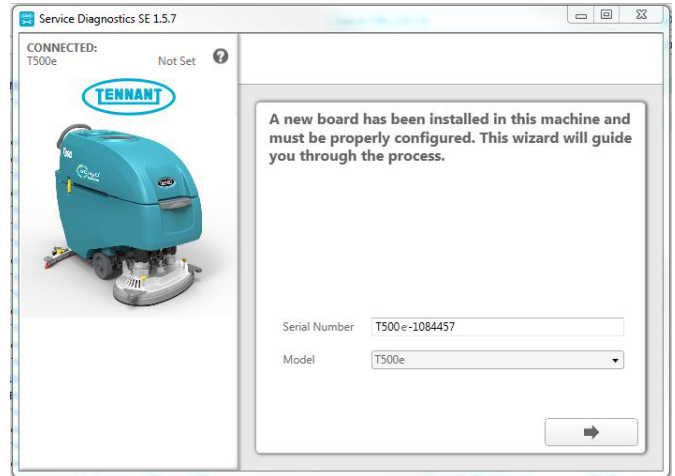 Service Diagnostics SE 1.5.7
CONNECTED:
T500e Not Set
TENNANT
A new board has been installed in this machine and
must be properly configured. This wizard will guide
you through the process.
Serial Number T500e-1084457
Model T500e